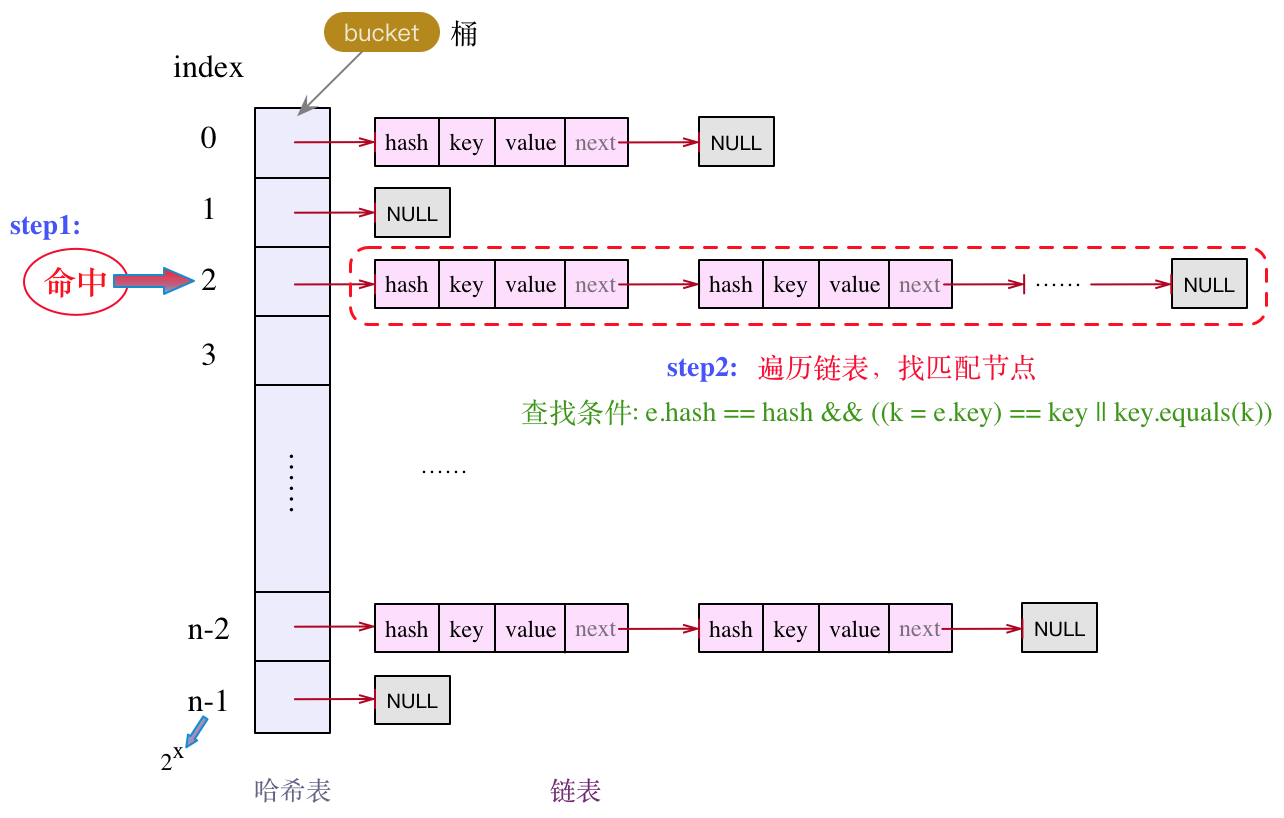 bucket 桶
index
0 hash key value next NULL
1 NULL
step1:
命中 2 hash key value next hash key value next ...... NULL
3
step2: 遍历链表，找匹配节点
查找条件: e.hash == hash && ((k = e.key) == key || key.equals(k))
...... ......
n-2 hash key value next hash key value next NULL
n-1 NULL
2^x
哈希表 链表